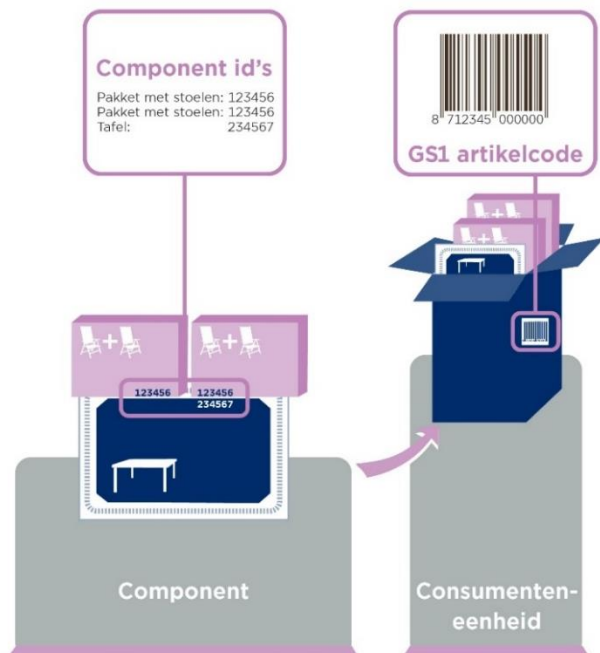 Component id's
Pakket met stoelen: 123456
Pakket met stoelen: 123456
Tafel: 234567
8 712345 000000
GS1 artikelcode
+ +
+
+
+
123456 123456
234567
Component
Consumenten-
eenheid